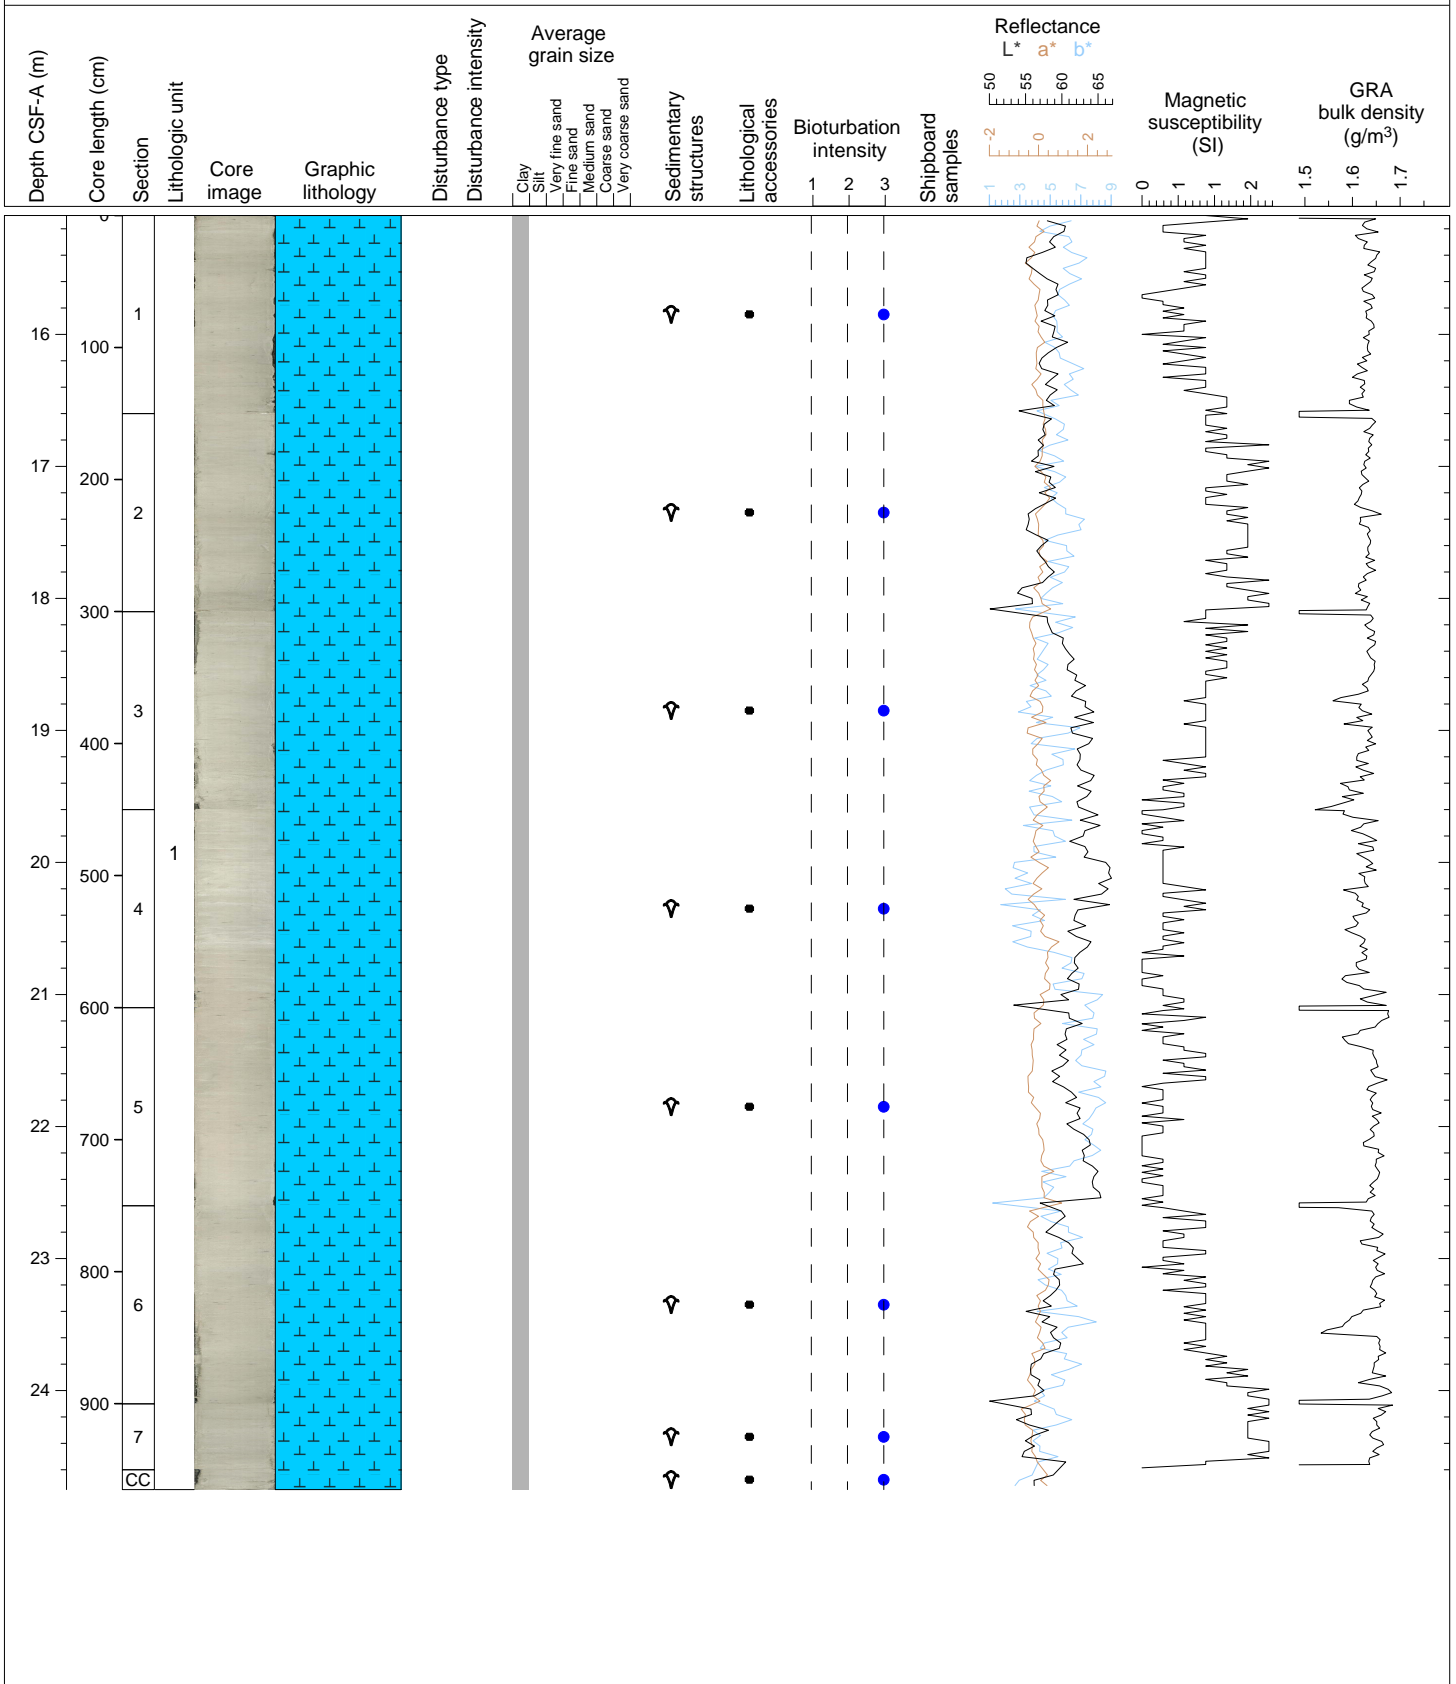 Depth CSF-A (m)
Core length (cm)
Section
Lithologic unit
Core
image
Graphic
lithology
Disturbance type
Disturbance intensity
Average
grain size
Clay
Silt
Very fine sand
Fine sand
Medium sand
Coarse sand
Very coarse sand
Sedimentary
structures
Lithological
accessories
Bioturbation
intensity
1 2 3
Shipboard
samples
Reflectance
L* a* b*
50 55 60 65
-2 0 2
1 3 5 7 9
Magnetic
susceptibility
(SI)
0 1 1 2
GRA
bulk density
(g/m3)
1.5 1.6 1.7
0
1
16
100
17
200
2
18
300
3
19
400
1
20
500
4
21
600
5
22
700
23
800
6
24
900
7
CC